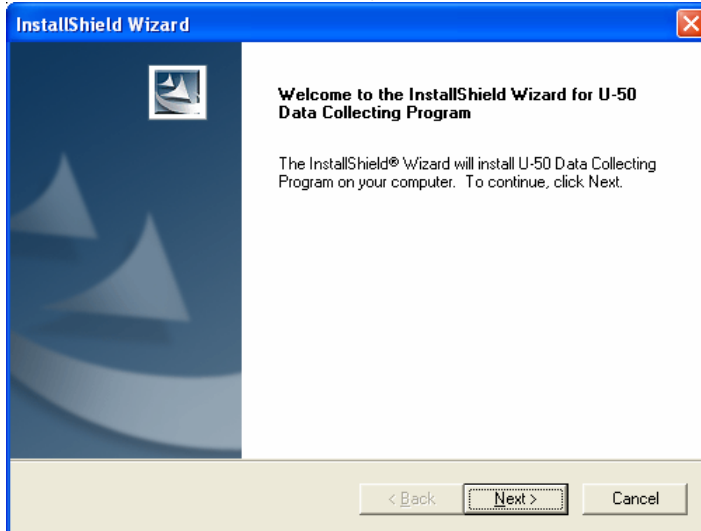 InstallShield Wizard
Welcome to the InstallShield Wizard for U-50
Data Collecting Program
The InstallShield® Wizard will install U-50 Data Collecting
Program on your computer. To continue, click Next.
< Back
Next >
Cancel